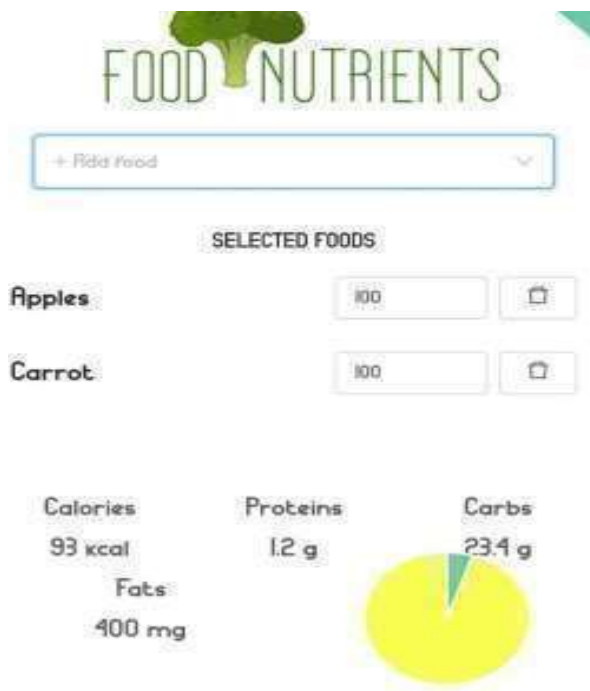 FOOD NUTRIENTS
+ Add food
SELECTED FOODS
Apples 100
Carrot 100
Calories Proteins Carbs
93 kcal 1.2 g 23.4 g
Fats
400 mg